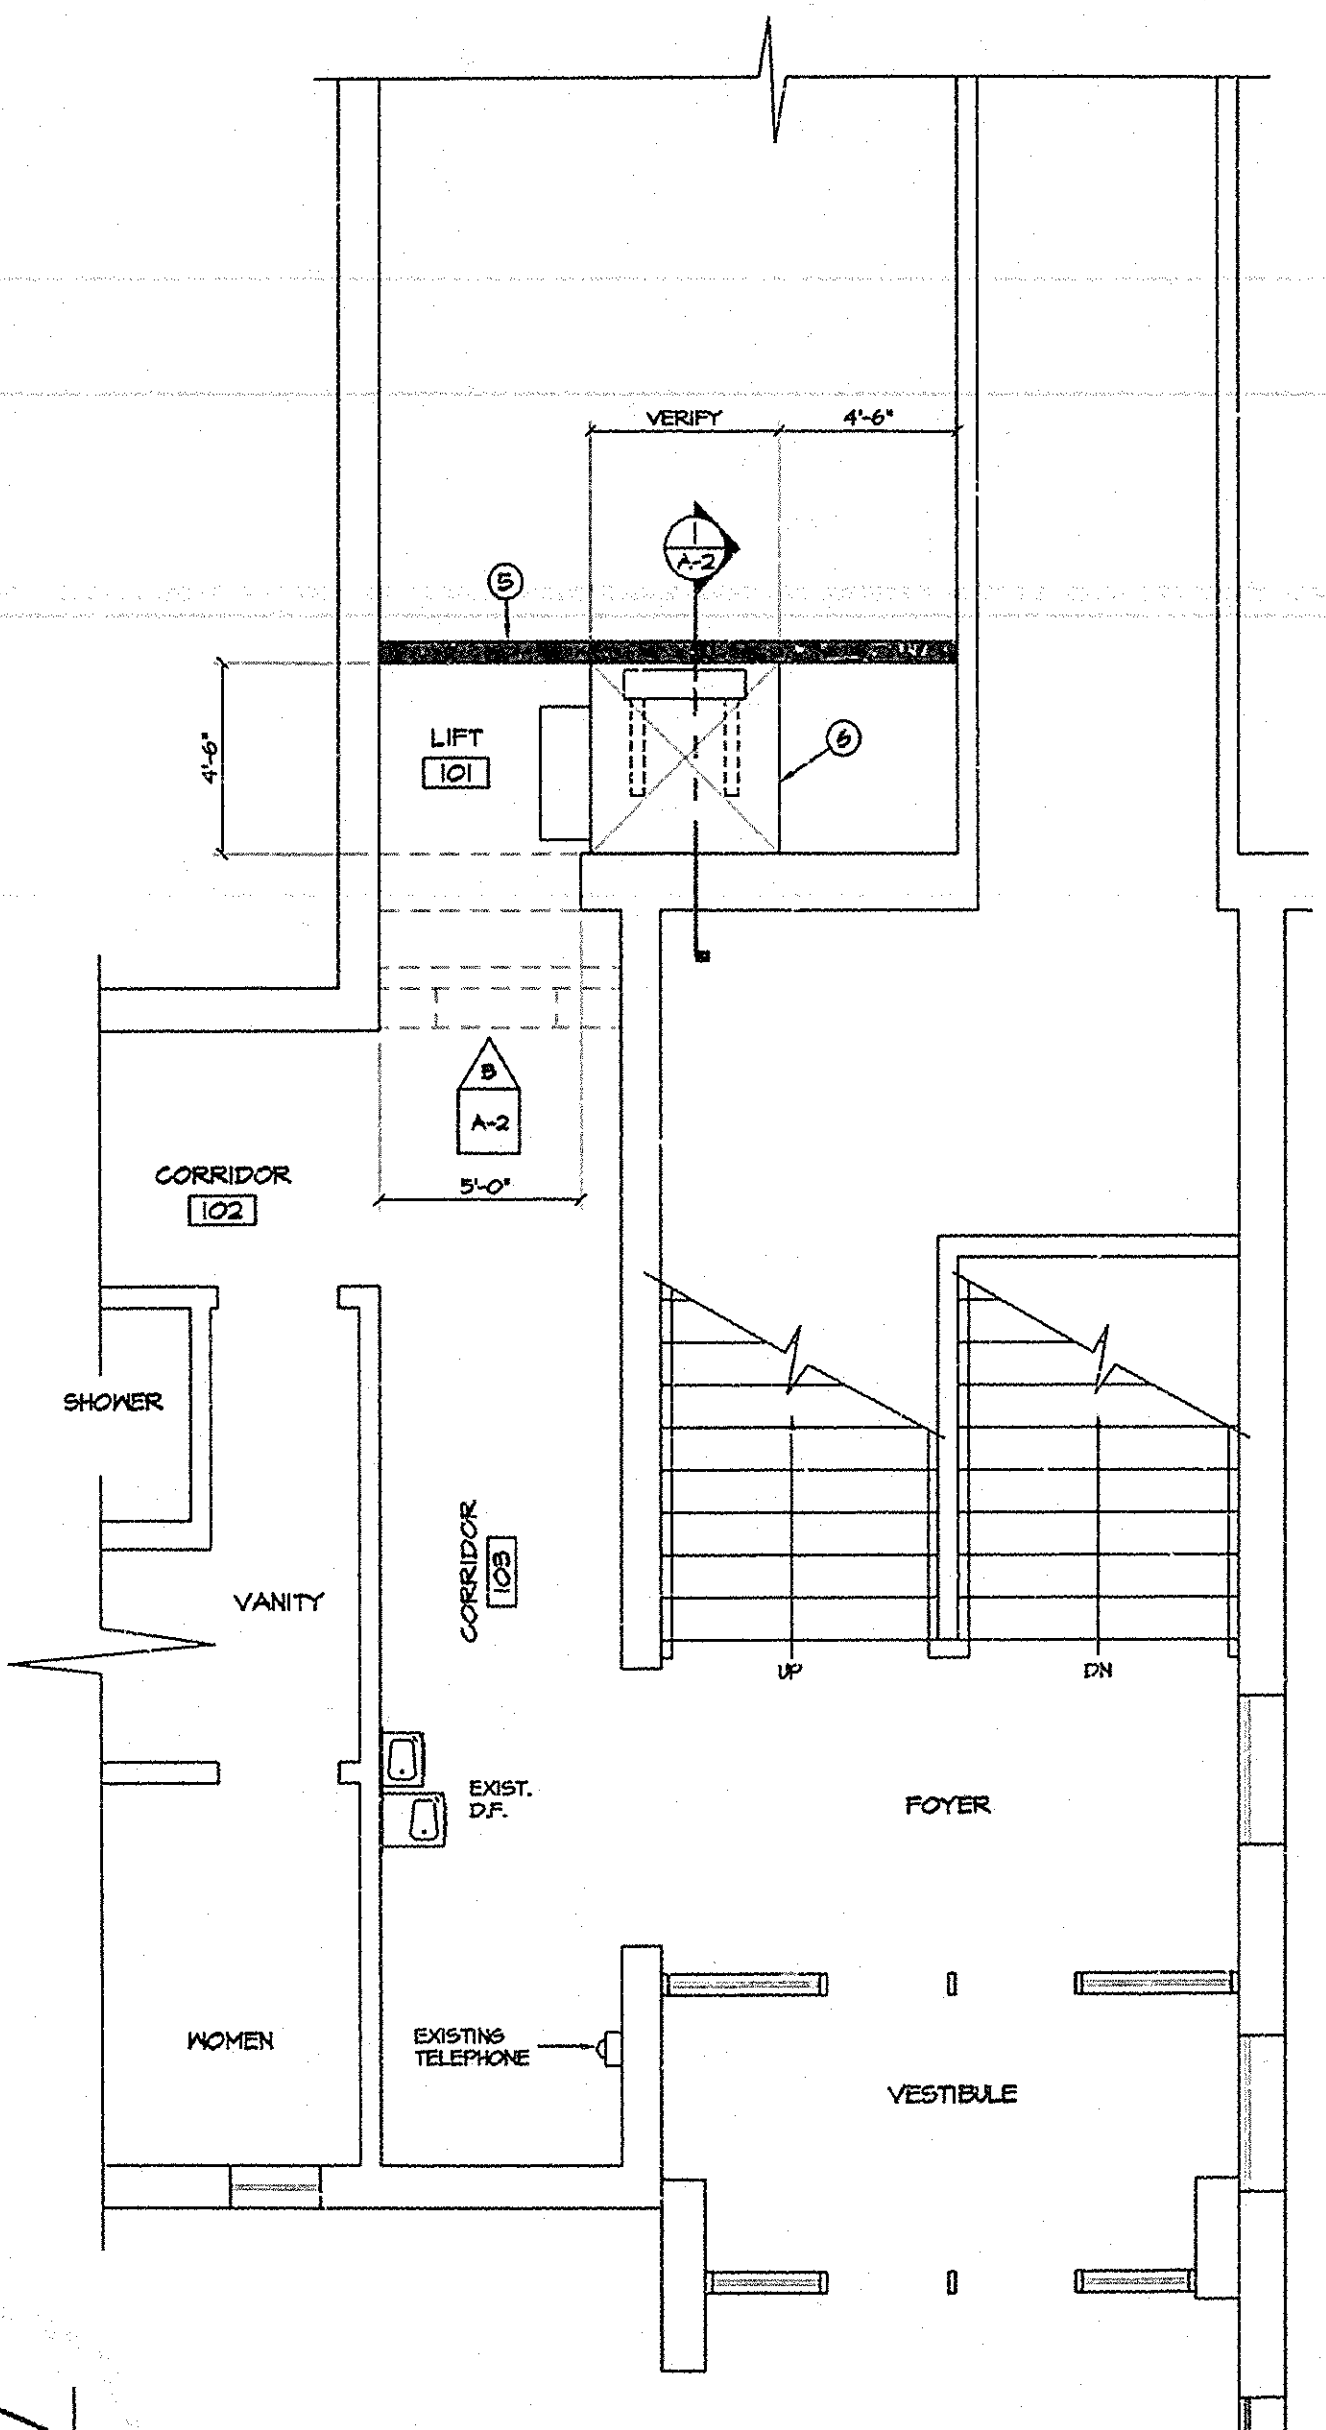 VERIFY
4'-6"
1
A-2
5
4'-6"
LIFT
101
6
B
A-2
5'-0"
CORRIDOR
102
SHOWER
CORRIDOR
103
VANITY
UP
DN
EXIST.
D.F.
FOYER
WOMEN
EXISTING
TELEPHONE
VESTIBULE